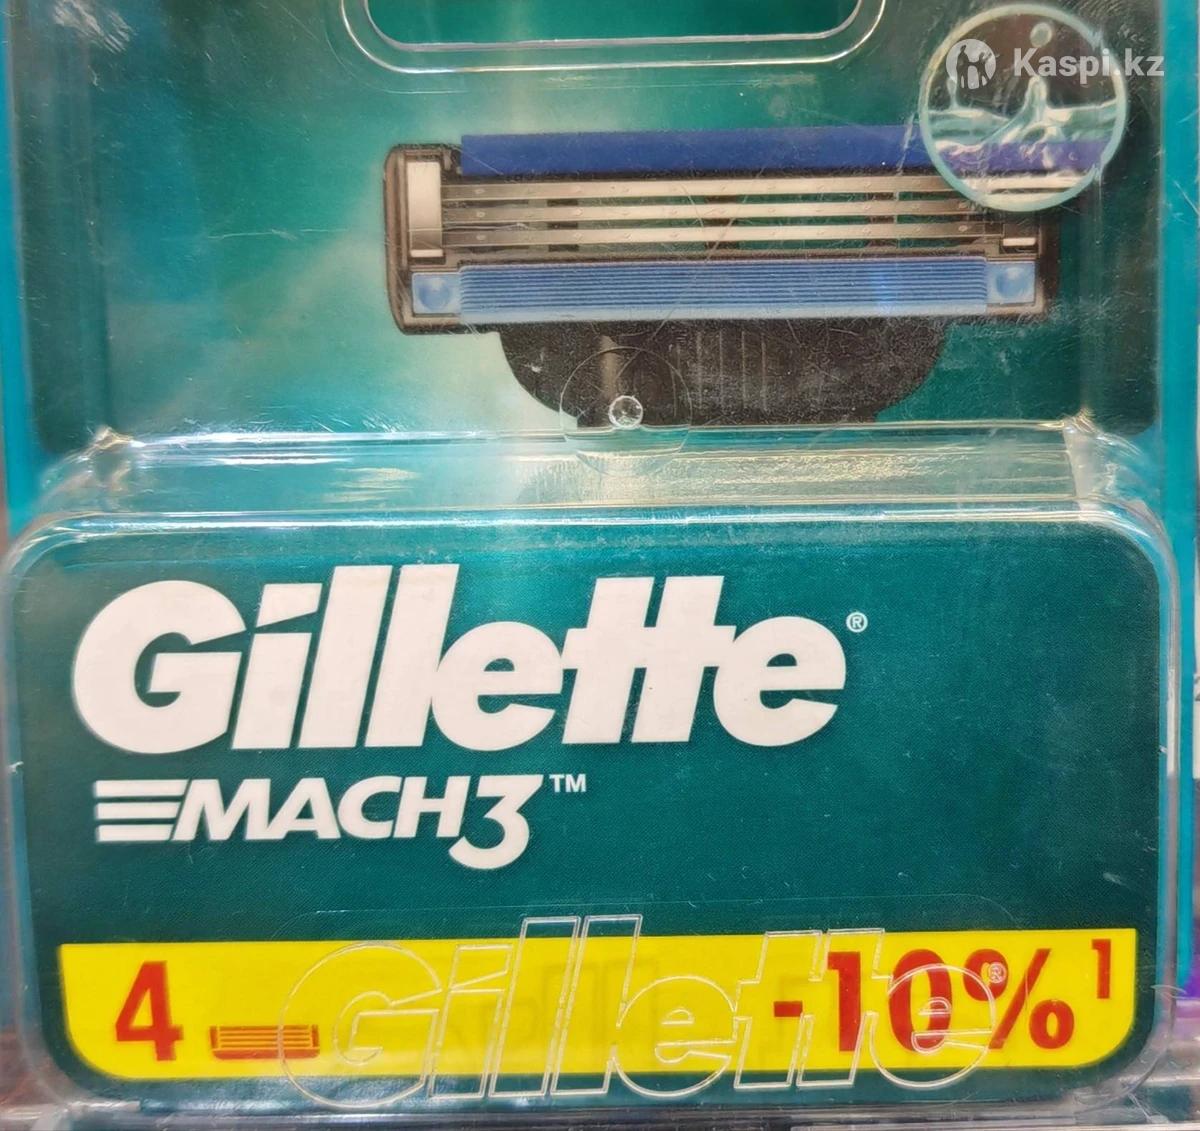 Kaspi.kz
Gillette®
MACH3™
4 -10%¹
Gillette®